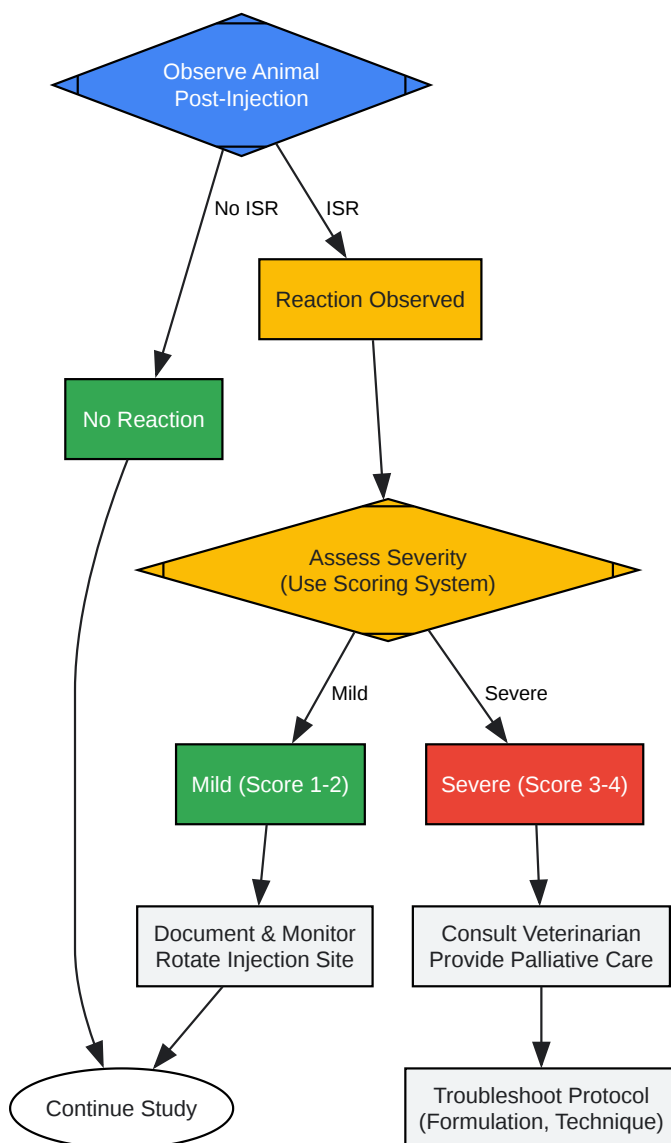 Observe Animal
Post-Injection
No ISR
ISR
Reaction Observed
No Reaction
Assess Severity
(Use Scoring System)
Mild
Severe
Mild (Score 1-2)
Severe (Score 3-4)
Document & Monitor
Rotate Injection Site
Consult Veterinarian
Provide Palliative Care
Continue Study
Troubleshoot Protocol
(Formulation, Technique)